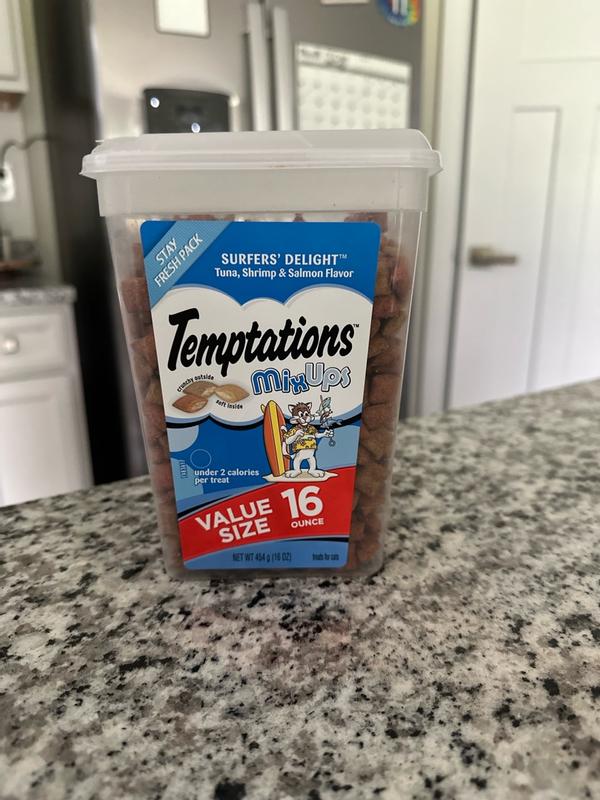 STAY
FRESH PACK
SURFERS' DELIGHT™
Tuna, Shrimp & Salmon Flavor
Temptations™
MixUps
crunchy outside
soft inside
under 2 calories
per treat
VALUE
SIZE
16
OUNCE
NET WT 454 g (16 OZ)
treats for cats